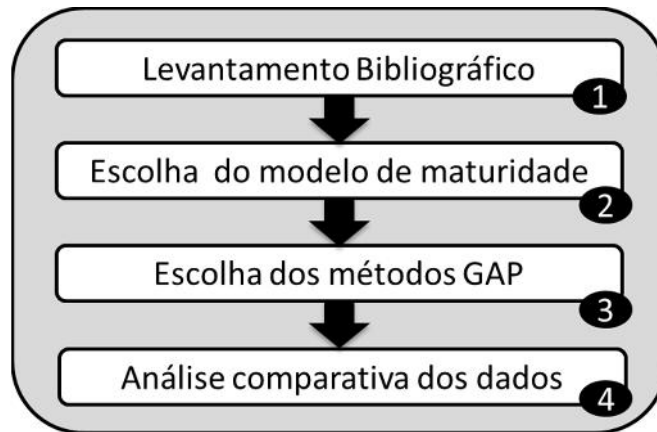 Levantamento Bibliográfico
1
Escolha do modelo de maturidade
2
Escolha dos métodos GAP
3
Análise comparativa dos dados
4